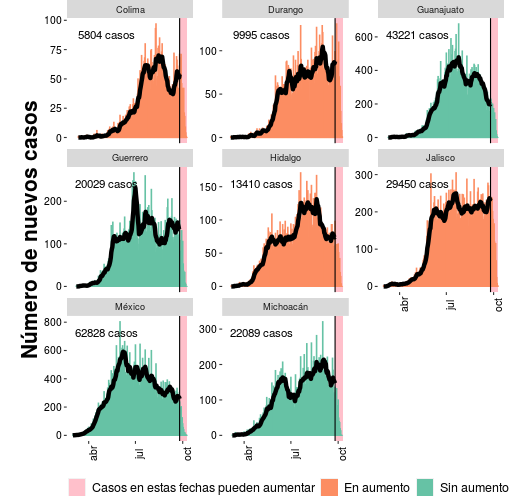 Número de nuevos casos
Colima
Durango
Guanajuato
5804 casos
9995 casos
43221 casos
100
75
50
25
0
100
50
0
600
400
200
0
Guerrero
Hidalgo
Jalisco
20029 casos
13410 casos
29450 casos
200
100
0
150
100
50
0
300
200
100
0
abr
jul
oct
México
Michoacán
62828 casos
22089 casos
800
600
400
200
0
300
200
100
0
abr
jul
oct
abr
jul
oct
Casos en estas fechas pueden aumentar
En aumento
Sin aumento